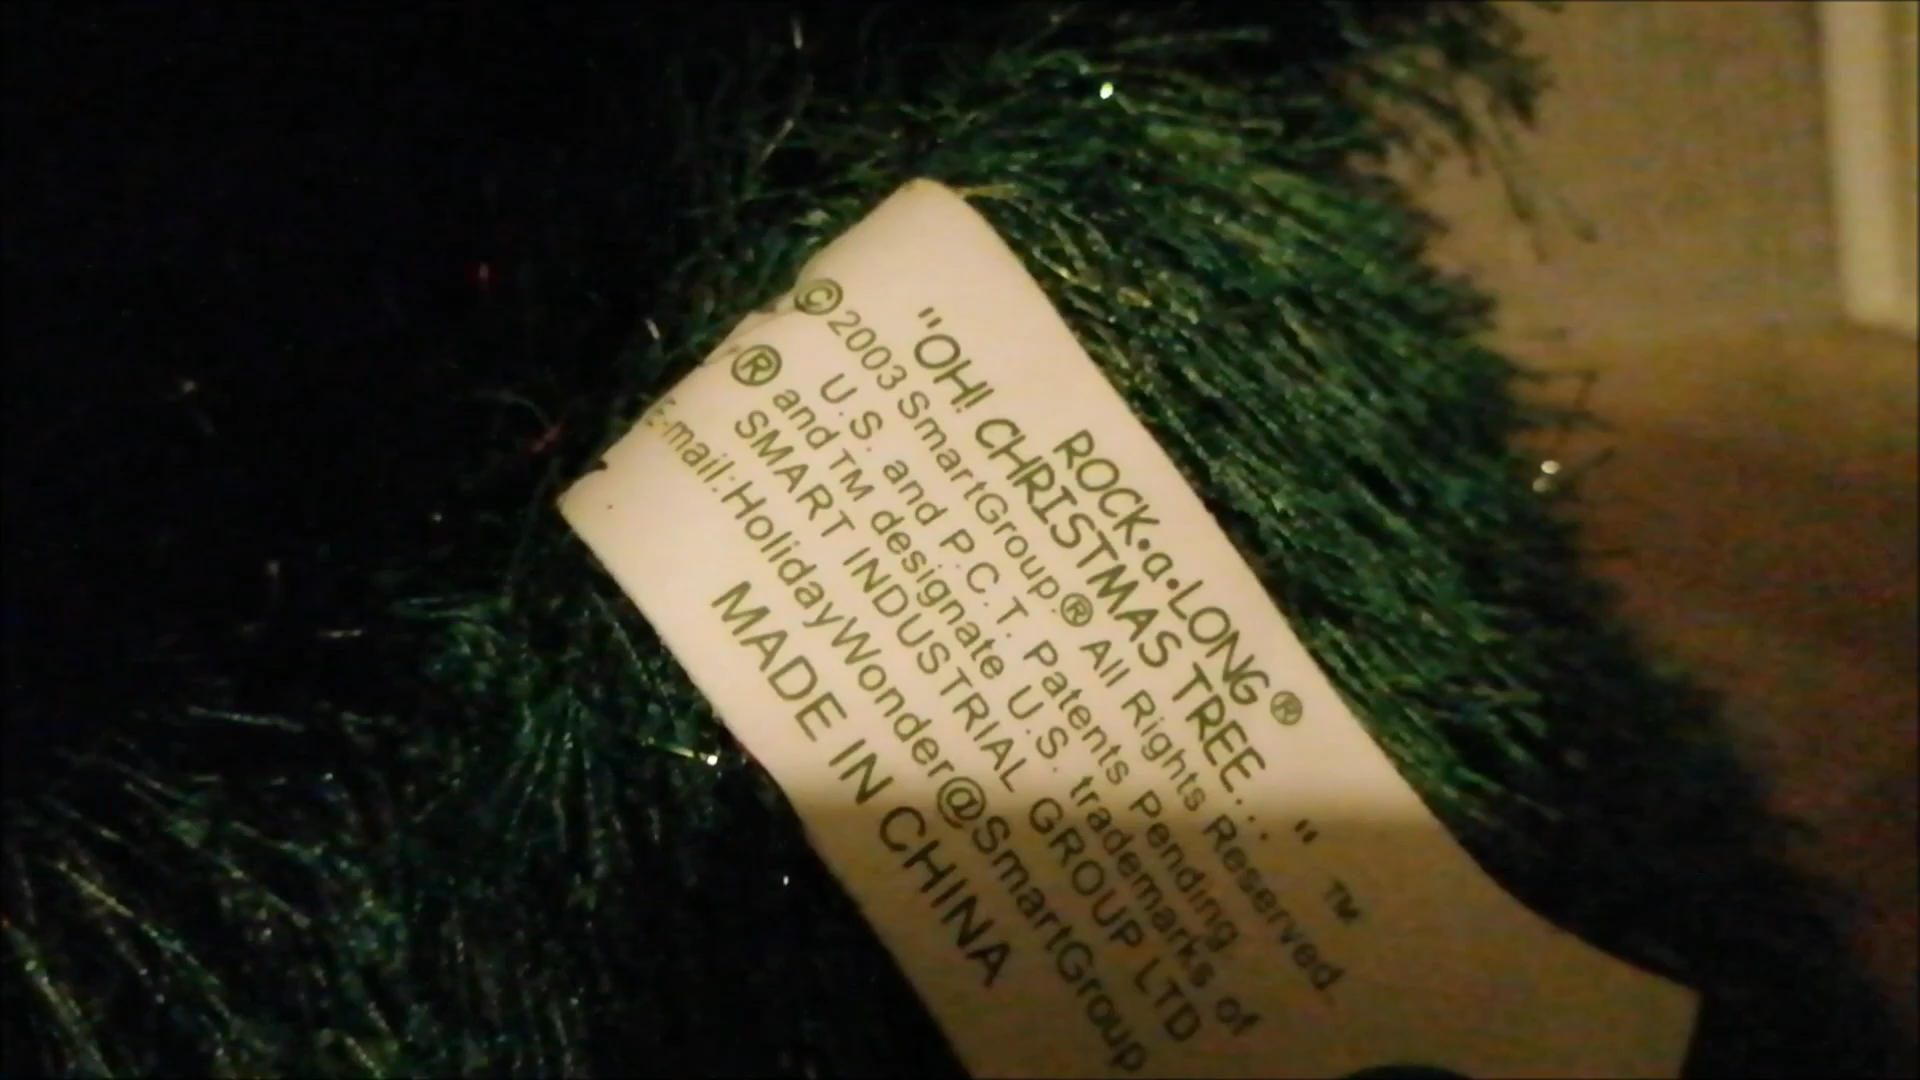 ROCK•a•LONG®
"OH! CHRISTMAS TREE..." ™
©2003 SmartGroup.® All Rights Reserved.
U.S. and P.C.T. Patents Pending
® and TM designate U.S. trademarks of
SMART INDUSTRIAL GROUP LTD
E-mail:HolidayWonder@SmartGroup
MADE IN CHINA